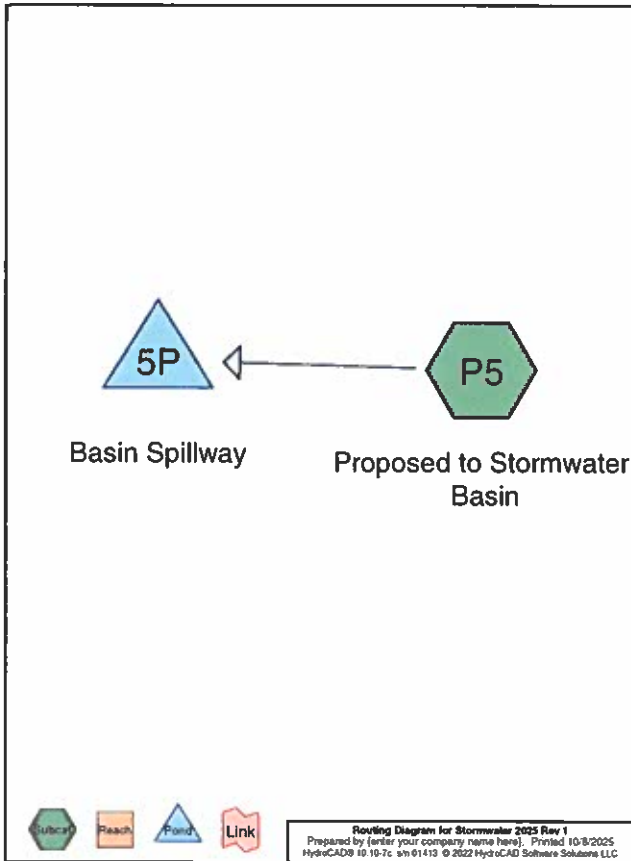 5P
P5
Basin Spillway
Proposed to Stormwater
Basin
Subcat
Reach
Pond
Link
Routing Diagram for Stormwater 2025 Rev 1
Prepared by {enter your company name here}, Printed 10/8/2025
HydroCAD® 10.10-7c s/n 01413 © 2022 HydroCAD Software Solutions LLC